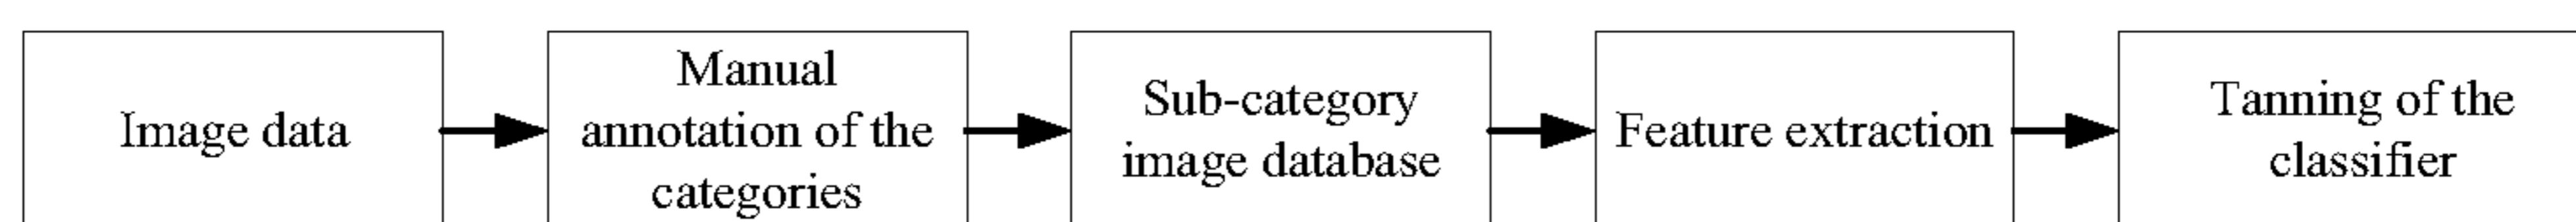 Image data
Manual
annotation of the
categories
Sub-category
image database
Feature extraction
Tanning of the
classifier